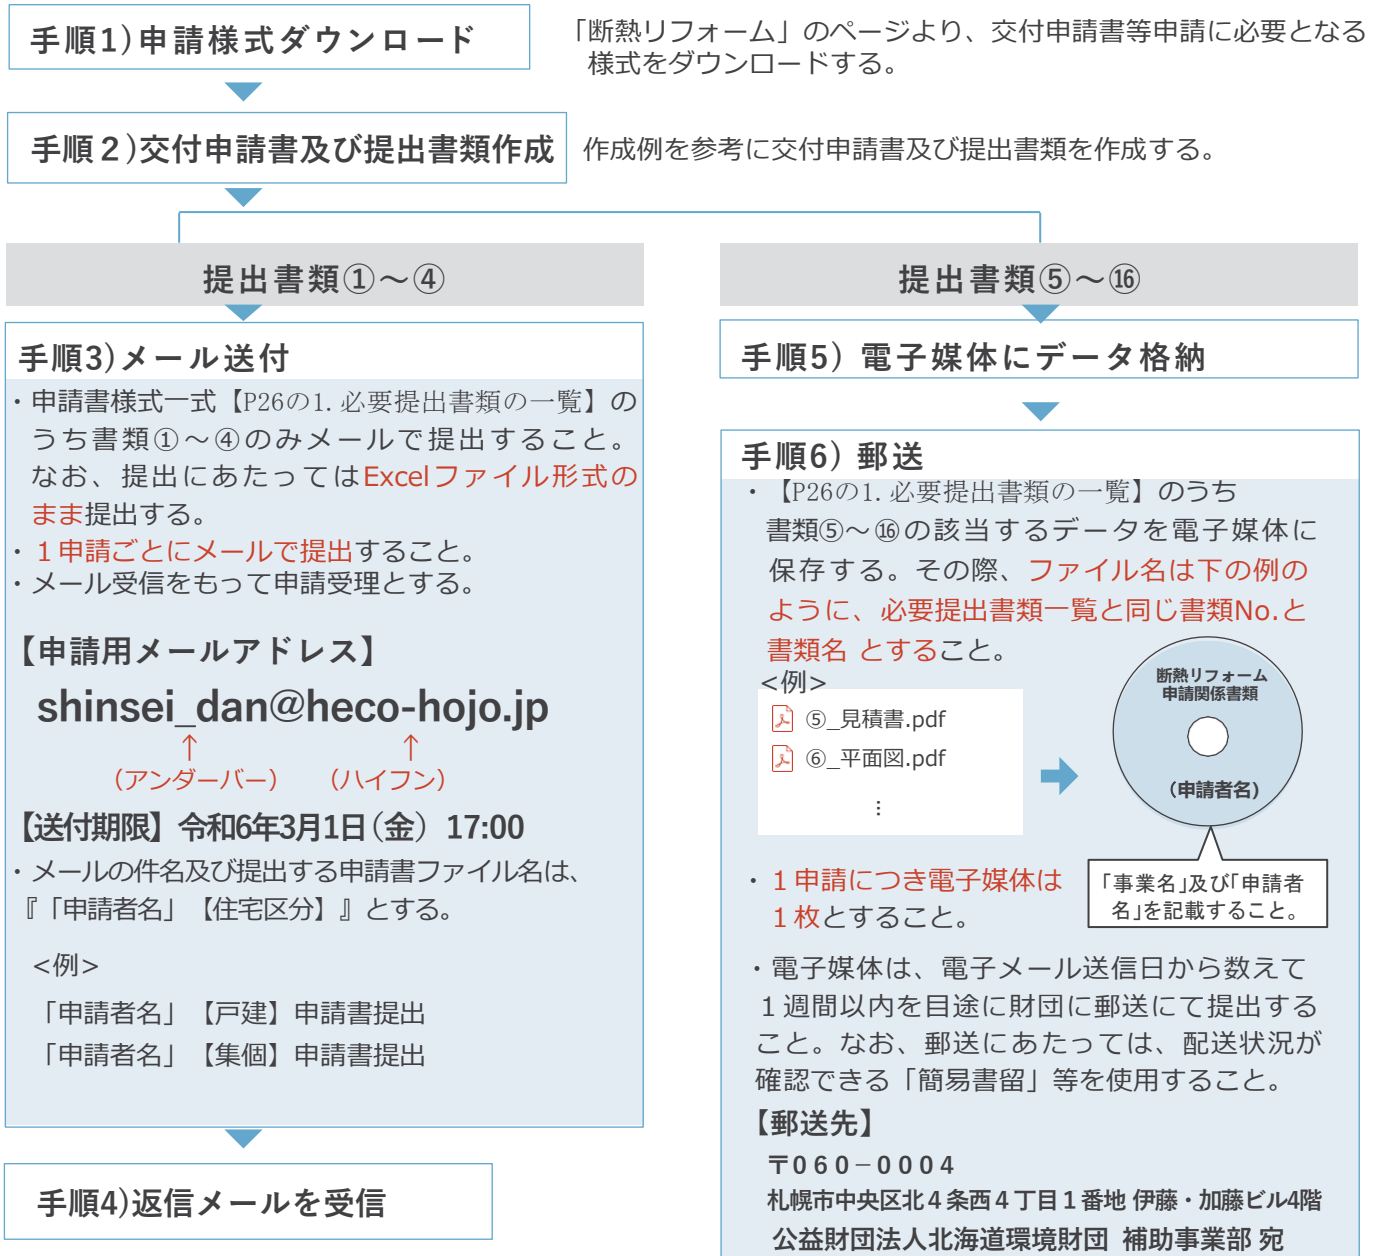 手順1)申請様式ダウンロード
「断熱リフォーム」のページより、交付申請書等申請に必要となる
様式をダウンロードする。
手順２)交付申請書及び提出書類作成
作成例を参考に交付申請書及び提出書類を作成する。
提出書類①～④
手順3)メール送付
・申請書様式一式【P26の1.必要提出書類の一覧】の
うち書類①～④のみメールで提出すること。
なお、提出にあたってはExcelファイル形式の
まま提出する。
・１申請ごとにメールで提出すること。
・メール受信をもって申請受理とする。
【申請用メールアドレス】
shinsei_dan@heco-hojo.jp
↑ ↑
（アンダーバー） （ハイフン）
【送付期限】令和6年3月1日（金）17:00
・メールの件名及び提出する申請書ファイル名は、
『「申請者名」【住宅区分】』とする。
<例>
「申請者名」【戸建】申請書提出
「申請者名」【集個】申請書提出
手順4)返信メールを受信
提出書類⑤～⑯
手順5) 電子媒体にデータ格納
手順6) 郵送
・【P26の1.必要提出書類の一覧】のうち
書類⑤～⑯の該当するデータを電子媒体に
保存する。その際、ファイル名は下の例の
ように、必要提出書類一覧と同じ書類No.と
書類名 とすること。
<例>
⑤_見積書.pdf
⑥_平面図.pdf
⋮
断熱リフォーム
申請関係書類
（申請者名）
「事業名」及び「申請者
名」を記載すること。
・１申請につき電子媒体は
１枚とすること。
・電子媒体は、電子メール送信日から数えて
１週間以内を目途に財団に郵送にて提出する
こと。なお、郵送にあたっては、配送状況が
確認できる「簡易書留」等を使用すること。
【郵送先】
〒０６０−０００４
札幌市中央区北４条西４丁目１番地 伊藤・加藤ビル4階
公益財団法人北海道環境財団 補助事業部 宛